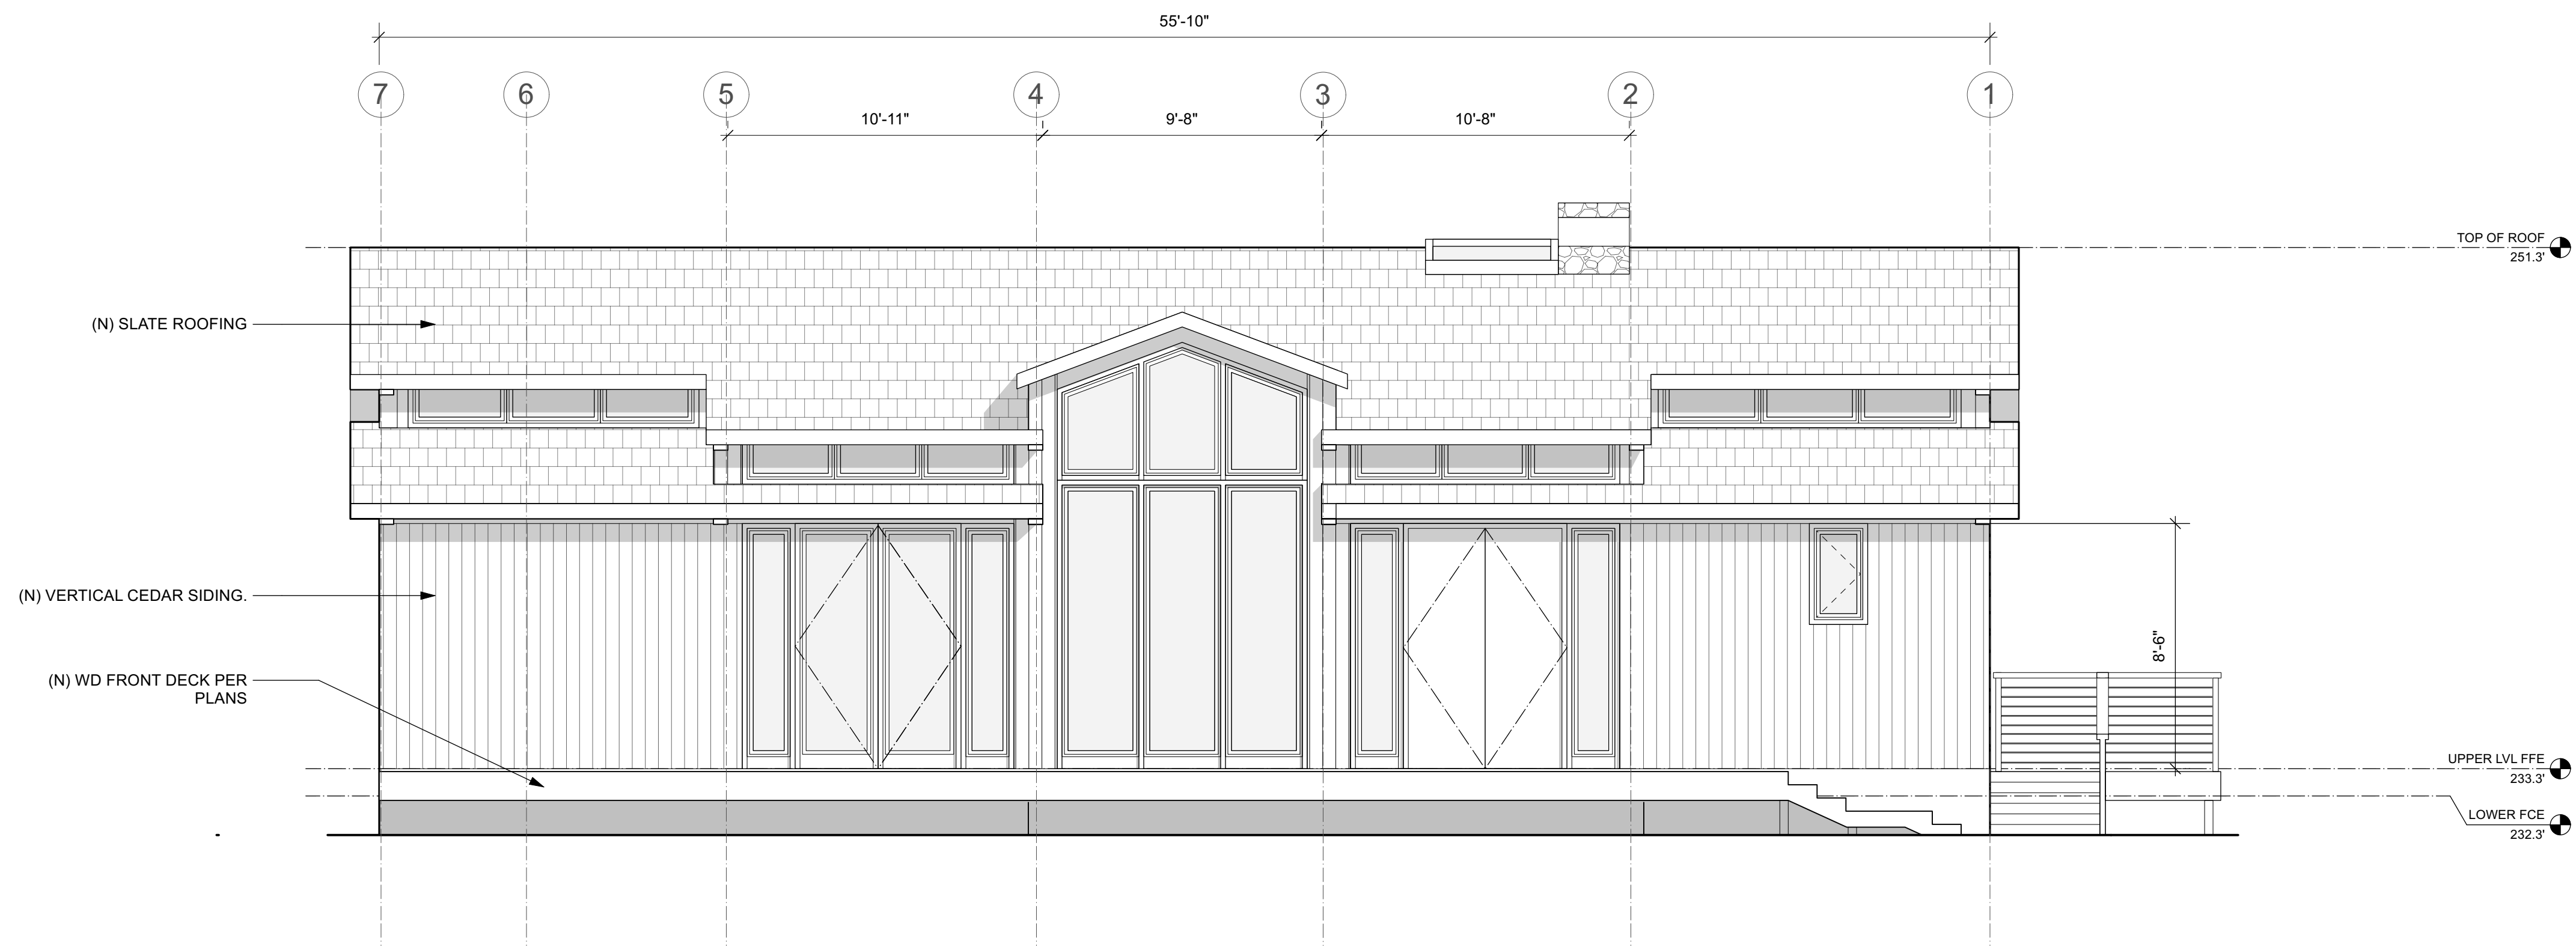 55'-10"
7 6 5 4 3 2 1
10'-11" 9'-8" 10'-8"
TOP OF ROOF
251.3'
(N) SLATE ROOFING
(N) VERTICAL CEDAR SIDING.
8'-6"
(N) WD FRONT DECK PER
PLANS
UPPER LVL FFE
233.3'
LOWER FCE
232.3'